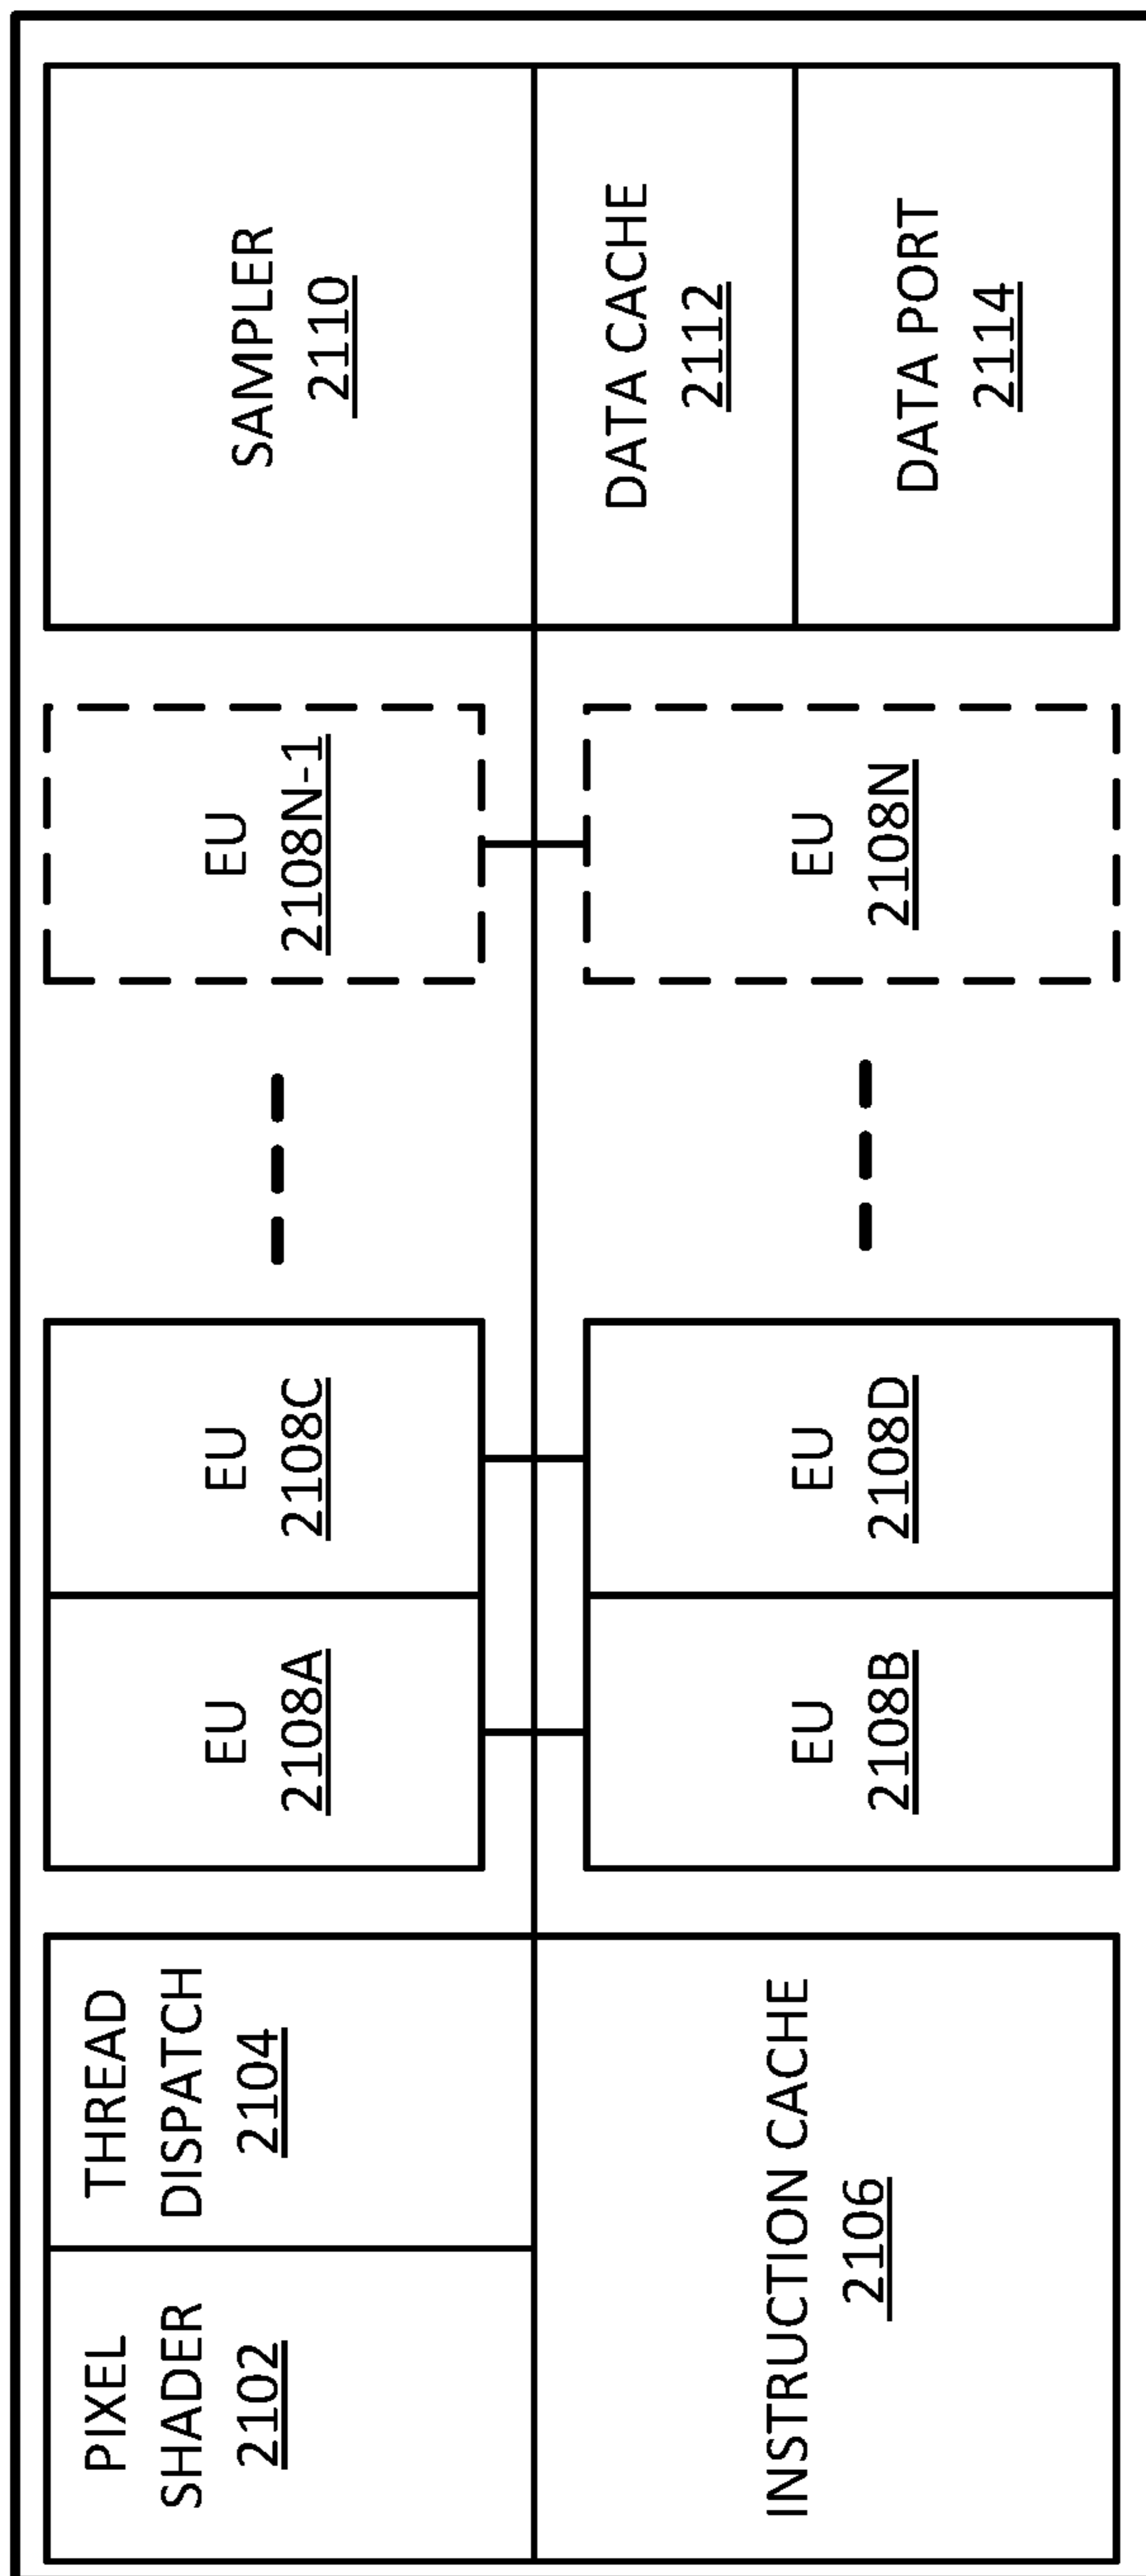 PIXEL
SHADER
2102
THREAD
DISPATCH
2104
INSTRUCTION CACHE
2106
EU
2108A
EU
2108C
EU
2108B
EU
2108D
EU
2108N-1
EU
2108N
SAMPLER
2110
DATA CACHE
2112
DATA PORT
2114